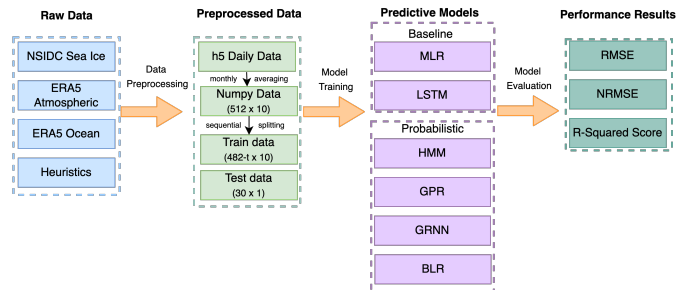 Raw Data
NSIDC Sea Ice
ERA5
Atmospheric
ERA5 Ocean
Heuristics
Data
Preprocessing
Preprocessed Data
h5 Daily Data
monthly averaging
Numpy Data
(512 x 10)
sequential splitting
Train data
(482-t x 10)
Test data
(30 x 1)
Model
Training
Predictive Models
Baseline
MLR
LSTM
Probabilistic
HMM
GPR
GRNN
BLR
Model
Evaluation
Performance Results
RMSE
NRMSE
R-Squared Score